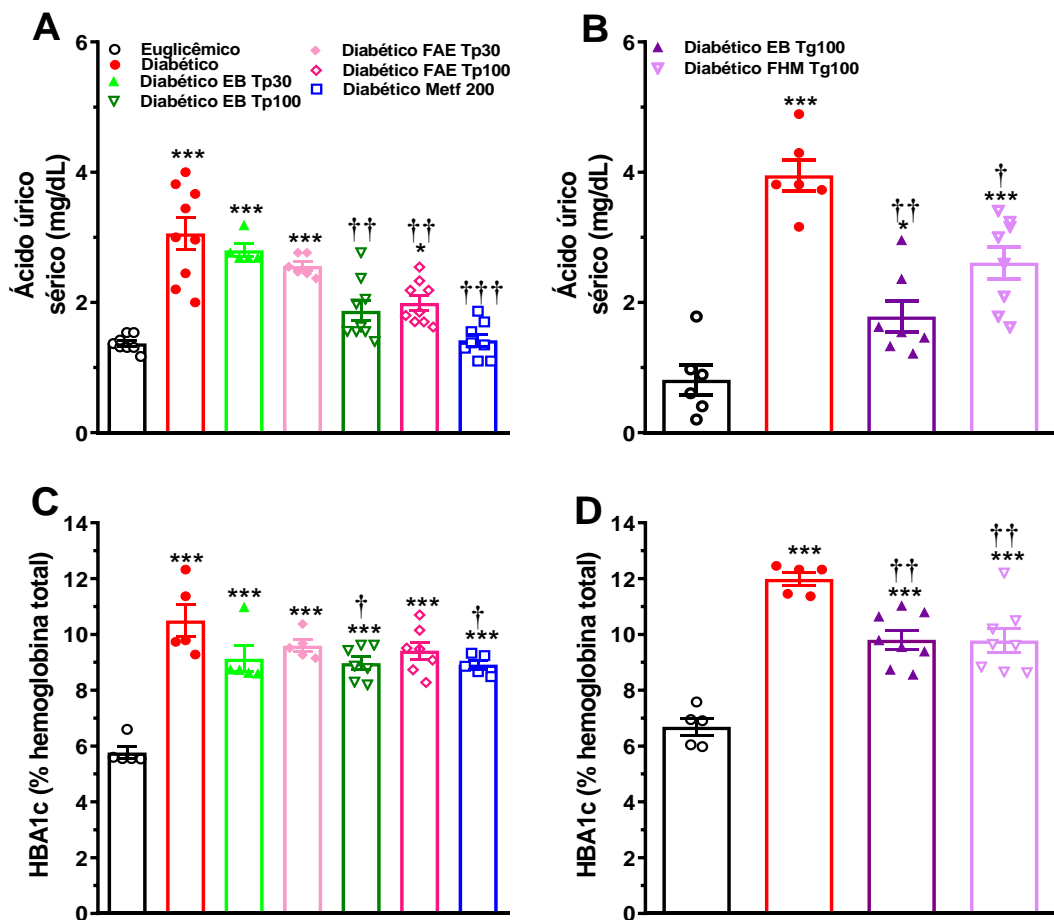 A
B
6
Euglicêmico
Diabético
Diabético EB Tp30
Diabético EB Tp100
Diabético FAE Tp30
Diabético FAE Tp100
Diabético Metf 200
6
Diabético EB Tg100
Diabético FHM Tg100
Ácido úrico
sérico (mg/dL)
4
2
0
***
***
***
††
††
*
†††
Ácido úrico
sérico (mg/dL)
4
2
0
***
††
*
†
***
C
D
HBA1c (% hemoglobina total)
14
12
10
8
6
4
2
0
***
***
***
†
***
***
†
***
HBA1c (% hemoglobina total)
14
12
10
8
6
4
2
0
***
††
***
††
***